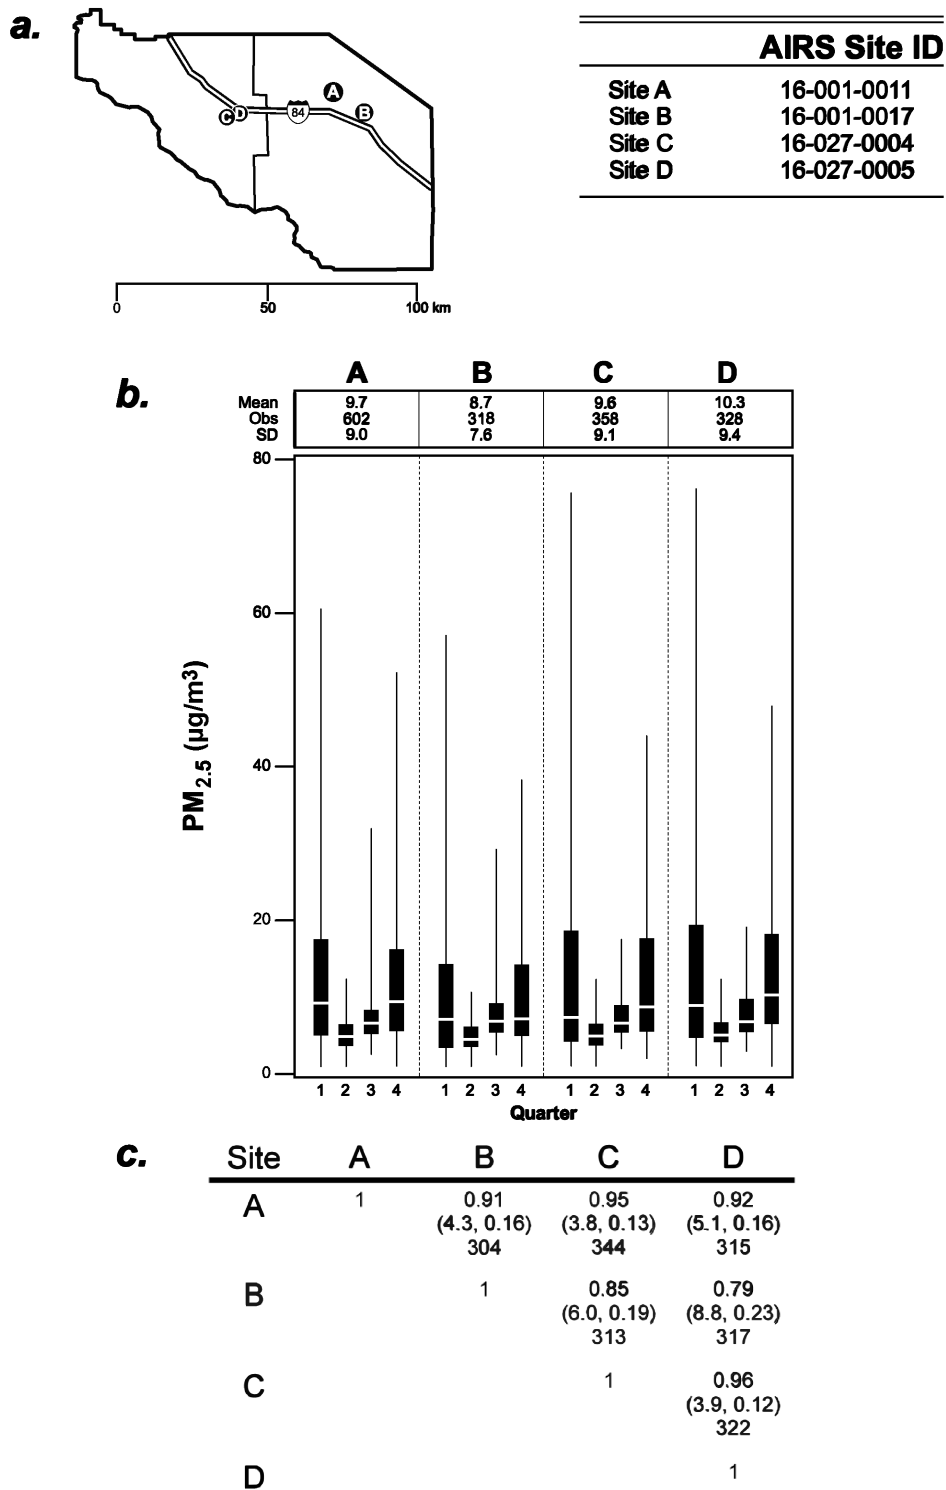 a.
A
B
C D
84
0 50 100 km
AIRS Site ID
Site A 16-001-0011
Site B 16-001-0017
Site C 16-027-0004
Site D 16-027-0005
b.
A B C D
Mean 9.7 8.7 9.6 10.3
Obs 602 318 358 328
SD 9.0 7.6 9.1 9.4
80
60
40
20
0
PM2.5 (µg/m³)
1 2 3 4 1 2 3 4 1 2 3 4 1 2 3 4
Quarter
c.
Site A B C D
A 1 0.91 0.95 0.92
(4.3, 0.16) (3.8, 0.13) (5.1, 0.16)
304 344 315
B 1 0.85 0.79
(6.0, 0.19) (8.8, 0.23)
313 317
C 1 0.96
(3.9, 0.12)
322
D 1